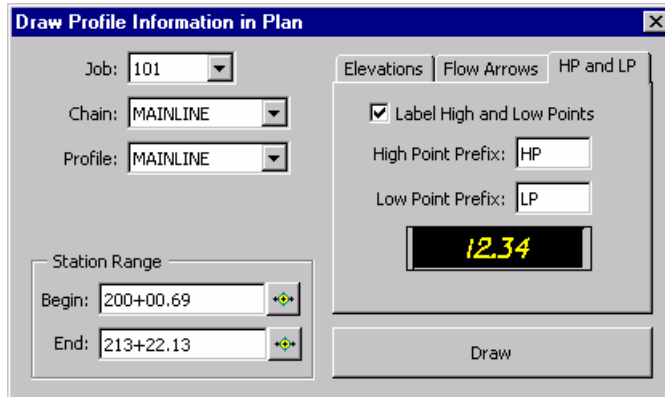 Draw Profile Information in Plan
Job: 101
Chain: MAINLINE
Profile: MAINLINE
Station Range
Begin: 200+00.69
End: 213+22.13
Elevations Flow Arrows HP and LP
Label High and Low Points
High Point Prefix: HP
Low Point Prefix: LP
12.34
Draw